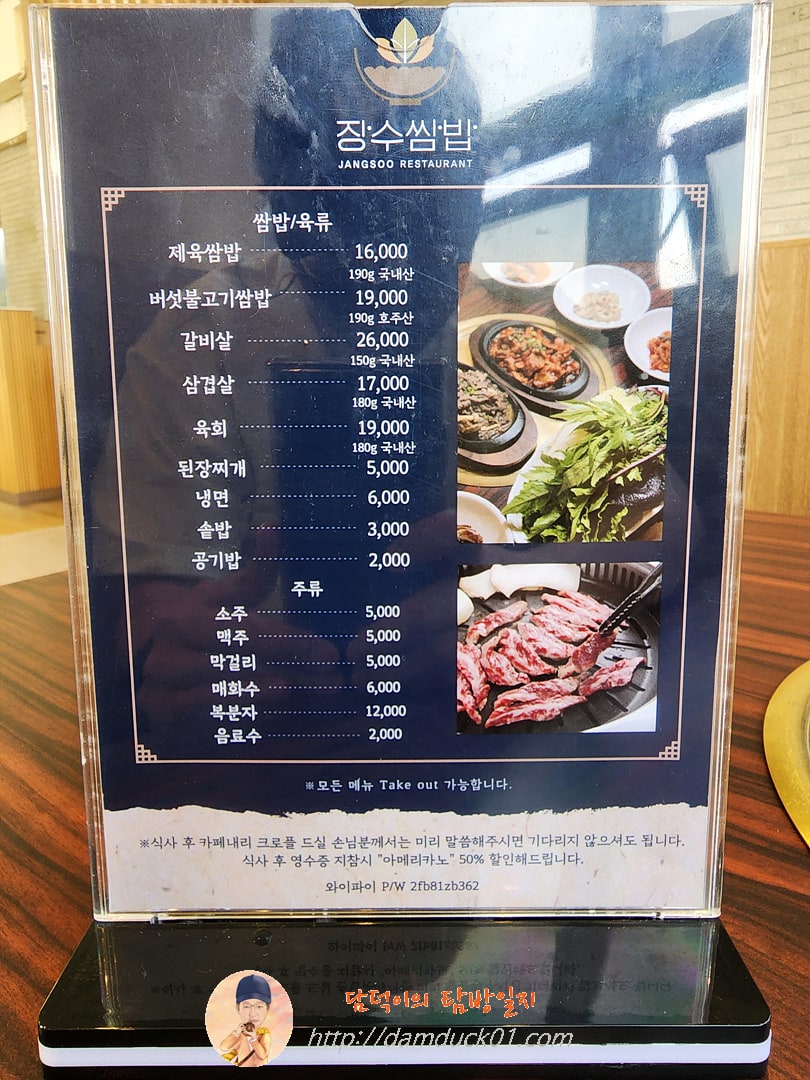 장수쌈밥
JANGSOO RESTAURANT
쌈밥/육류
제육쌈밥 16,000
190g 국내산
버섯불고기쌈밥 19,000
190g 호주산
갈비살 26,000
150g 국내산
삼겹살 17,000
180g 국내산
육회 19,000
180g 국내산
된장찌개 5,000
냉면 6,000
솥밥 3,000
공기밥 2,000
주류
소주 5,000
맥주 5,000
막걸리 5,000
매화수 6,000
복분자 12,000
음료수 2,000
※모든 메뉴 Take out 가능합니다.
※식사 후 카페내리 크로플 드실 손님분께서는 미리 말씀해주시면 기다리지 않으셔도 됩니다.
식사 후 영수증 지참시 "아메리카노" 50% 할인해드립니다.
와이파이 P/W 2fb81zb362
담덕이의 탐방일지
http://damduck01.com